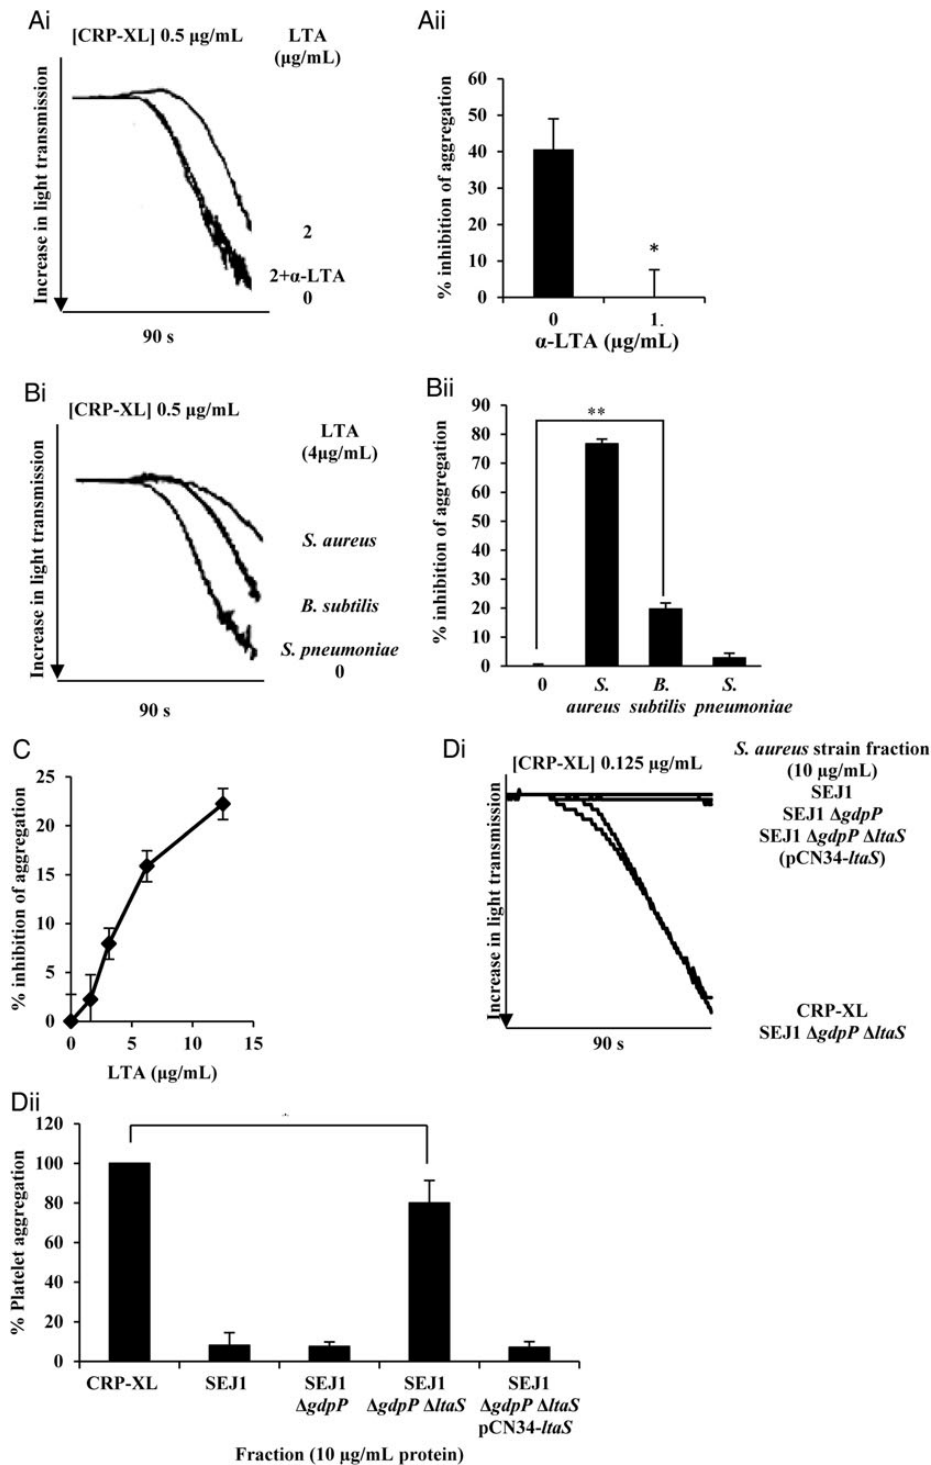 Ai
[CRP-XL] 0.5 µg/mL
LTA
(µg/mL)
Increase in light transmission
2
2+α-LTA
0
90 s
Aii
% inhibition of aggregation
60
50
40
30
20
10
0
*
0
1.
α-LTA (µg/mL)
Bi
[CRP-XL] 0.5 µg/mL
LTA
(4µg/mL)
Increase in light transmission
S. aureus
B. subtilis
S. pneumoniae
0
90 s
Bii
% inhibition of aggregation
90
80
70
60
50
40
30
20
10
0
**
0
S.
aureus
B.
subtilis
S.
pneumoniae
C
% inhibition of aggregation
25
20
15
10
5
0
0
5
10
15
LTA (µg/mL)
Di
[CRP-XL] 0.125 µg/mL
S. aureus strain fraction
(10 µg/mL)
SEJ1
SEJ1 ΔgdpP
SEJ1 ΔgdpP ΔltaS
(pCN34-ltaS)
Increase in light transmission
CRP-XL
SEJ1 ΔgdpP ΔltaS
90 s
Dii
% Platelet aggregation
120
100
80
60
40
20
0
*
CRP-XL
SEJ1
SEJ1
ΔgdpP
SEJ1
ΔgdpP ΔltaS
SEJ1
ΔgdpP ΔltaS
pCN34-ltaS
Fraction (10 µg/mL protein)